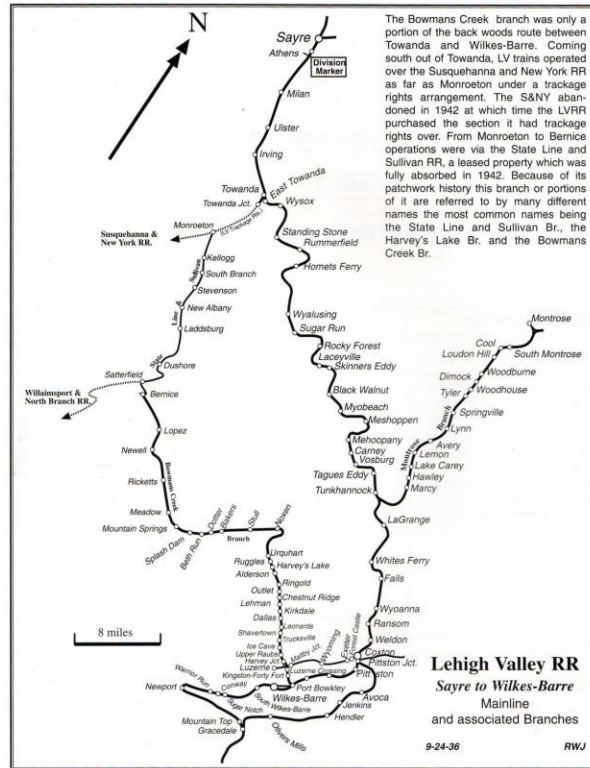 N
The Bowmans Creek branch was only a
portion of the back woods route between
Towanda and Wilkes-Barre. Coming
south out of Towanda, LV trains operated
over the Susquehanna and New York RR
as far as Monroeton under a trackage
rights arrangement. The S&NY aban-
doned in 1942 at which time the LVRR
purchased the section it had trackage
rights over. From Monroeton to Bernice
operations were via the State Line and
Sullivan RR, a leased property which was
fully absorbed in 1942. Because of its
patchwork history this branch or portions
of it are referred to by many different
names the most common names being
the State Line and Sullivan Br., the
Harvey's Lake Br. and the Bowmans
Creek Br.
Sayre
Athens
Division
Marker
Milan
Ulster
Irving
Towanda
East Towanda
Towanda Jct.
Wysox
(LV Trackage Rts.)
Monroeton
Susquehanna &
New York RR.
Standing Stone
Rummerfield
Homets Ferry
Kellogg
South Branch
Stevenson
New Albany
Laddsburg
State Line & Sullivan
Dushore
Satterfield
Willaimsport &
North Branch RR.
Bernice
Lopez
Newell
Ricketts
Bowmans Creek
Meadow
Mountain Springs
Splash Dam
Beth Run
Dotter
Bakers
Branch
Stull
Noxen
Wyalusing
Sugar Run
Rocky Forest
Laceyville
Skinners Eddy
Black Walnut
Myobeach
Meshoppen
Mehoopany
Carney
Vosburg
Tagues Eddy
Tunkhannock
Montrose
Cool
Loudon Hill
South Montrose
Dimock
Woodburne
Tyler
Woodhouse
Springville
Lynn
Avery
Lemon
Lake Carey
Hawley
Marcy
Montrose Branch
LaGrange
Whites Ferry
Falls
Wyoanna
Ransom
Weldon
Coxton
Pittston Jct.
Pittston
Urquhart
Ruggles
Harvey's Lake
Alderson
Ringold
Outlet
Chestnut Ridge
Lehman
Kirkdale
Dallas
Leonards
Shavertown
Trucksville
Ice Cave
Upper Raubs
Harvey Jct.
Luzerne
Kingston-Forty Fort
Maltby Jct.
Wyoming
Exeter
Forest Castle
Luzerne Crossing
Port Bowkley
Wilkes-Barre
South Wilkes-Barre
Conway
Sugar Notch
Warrior Run
Newport
Mountain Top
Gracedale
Olivers Mills
Hendler
Jenkins
Avoca
8 miles
Lehigh Valley RR
Sayre to Wilkes-Barre
Mainline
and associated Branches
9-24-36
RWJ